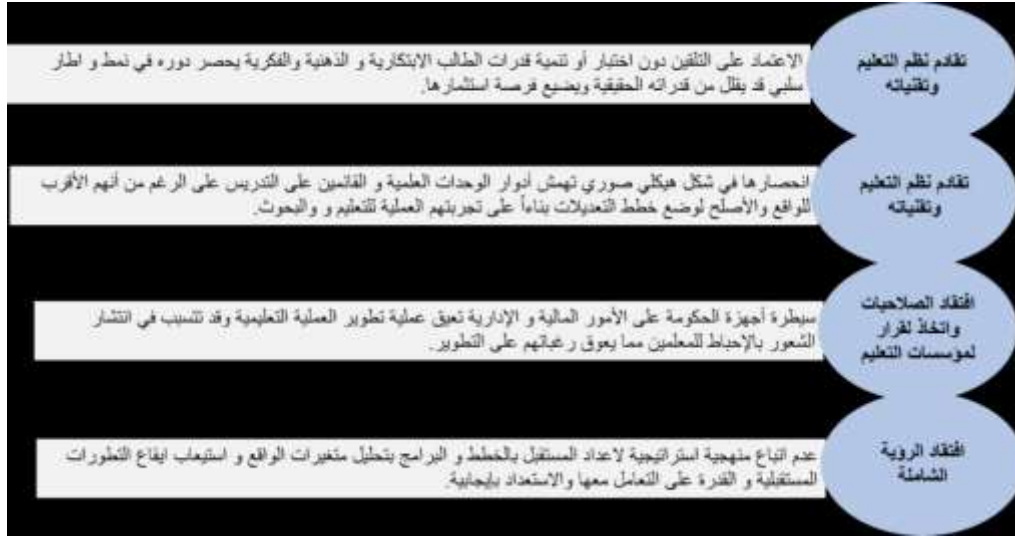 تقادم نظم التعليم
وتقنياته
الاعتماد على التلقين دون اختبار أو تنمية قدرات الطالب الابتكارية و الذهنية والفكرية يحصر دوره في نمط و اطار
سلبي قد يقلل من قدراته الحقيقية ويضيع فرصة استثمارها.
تقادم نظم التعليم
وتقنياته
انحصارها في شكل هيكلي صوري تهمش أدوار الوحدات العلمية و القائمين على التدريس على الرغم من أنهم الأقرب
للواقع والأصلح لوضع خطط التعديلات بناءاً على تجربتهم العملية للتعليم و والبحوث.
افتقاد الصلاحيات
واتخاذ لقرار
لمؤسسات التعليم
سيطرة أجهزة الحكومة على الأمور المالية و الإدارية تعيق عملية تطوير العملية التعليمية وقد تتسبب في انتشار
الشعور بالإحباط للمعلمين مما يعوق رغباتهم على التطوير.
افتقاد الرؤية
الشاملة
عدم اتباع منهجية استراتيجية لاعداد المستقبل بالخطط و البرامج بتحليل متغيرات الواقع و استيعاب ايقاع التطورات
المستقبلية و القدرة على التعامل معها والاستعداد بإيجابية.